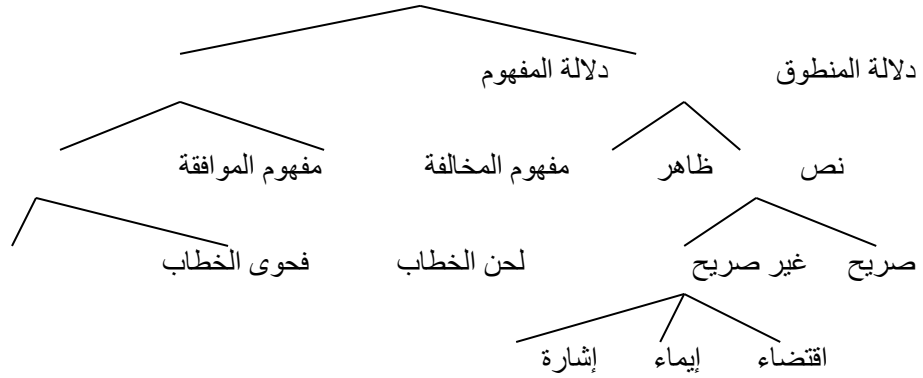 دلالة المنطوق دلالة المفهوم
نص ظاهر مفهوم المخالفة مفهوم الموافقة
صريح غير صريح لحن الخطاب فحوى الخطاب
اقتضاء إيماء إشارة